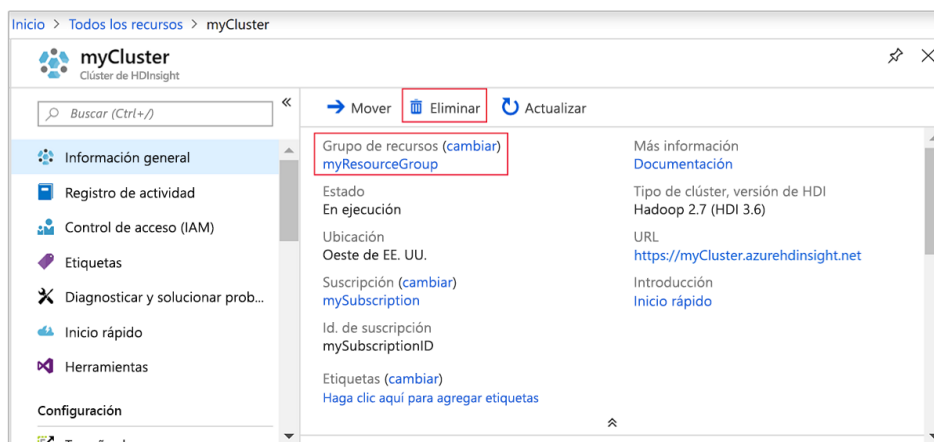 Inicio > Todos los recursos > myCluster
myCluster
Clúster de HDInsight
Buscar (Ctrl+/)
«
Información general
Registro de actividad
Control de acceso (IAM)
Etiquetas
Diagnosticar y solucionar prob...
Inicio rápido
Herramientas
Configuración
Mover
Eliminar
Actualizar
Grupo de recursos (cambiar)
myResourceGroup
Estado
En ejecución
Ubicación
Oeste de EE. UU.
Suscripción (cambiar)
mySubscription
Id. de suscripción
mySubscriptionID
Etiquetas (cambiar)
Haga clic aquí para agregar etiquetas
Más información
Documentación
Tipo de clúster, versión de HDI
Hadoop 2.7 (HDI 3.6)
URL
https://myCluster.azurehdinsight.net
Introducción
Inicio rápido